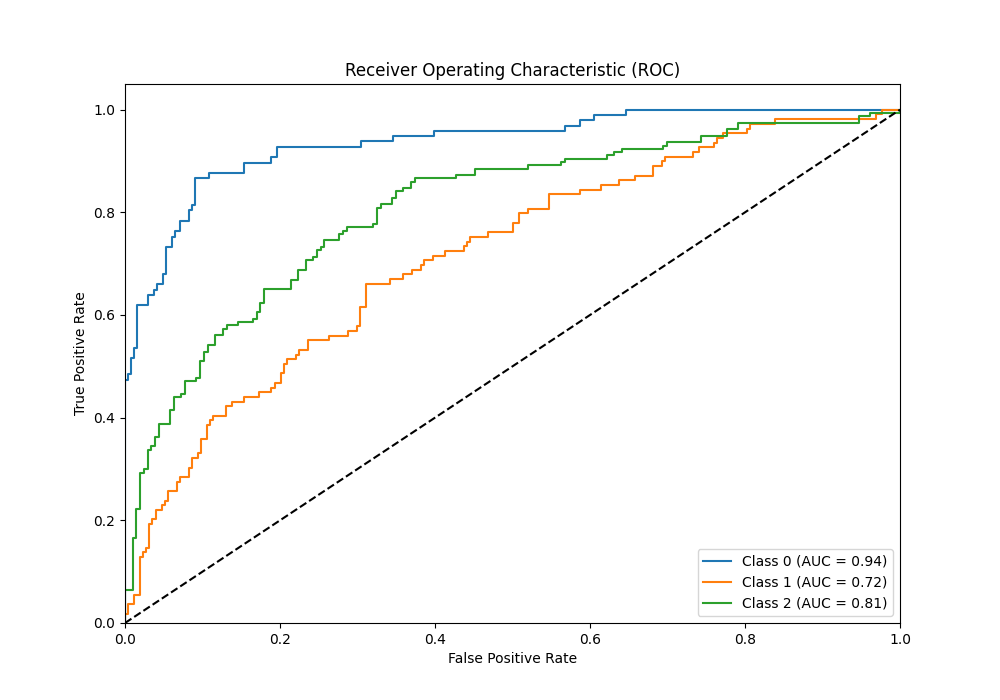 Receiver Operating Characteristic (ROC)
1.0
0.8
0.6
0.4
0.2
0.0
True Positive Rate
0.0 0.2 0.4 0.6 0.8 1.0
False Positive Rate
Class 0 (AUC = 0.94)
Class 1 (AUC = 0.72)
Class 2 (AUC = 0.81)